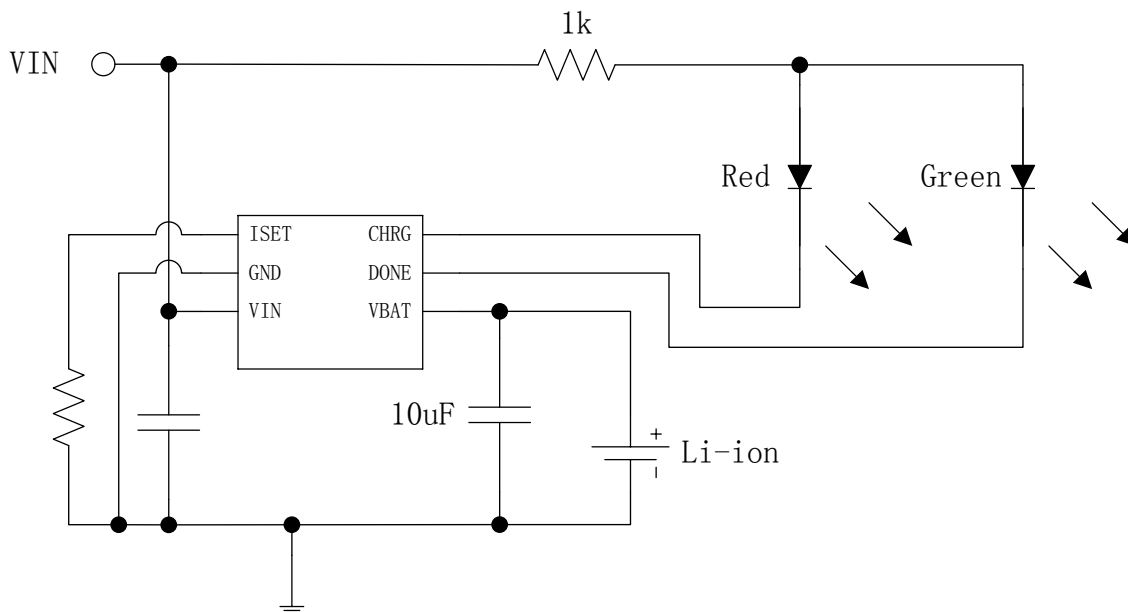 1k
VIN
Red
Green
ISET
CHRG
GND
DONE
VIN
VBAT
10uF
+
Li-ion
-